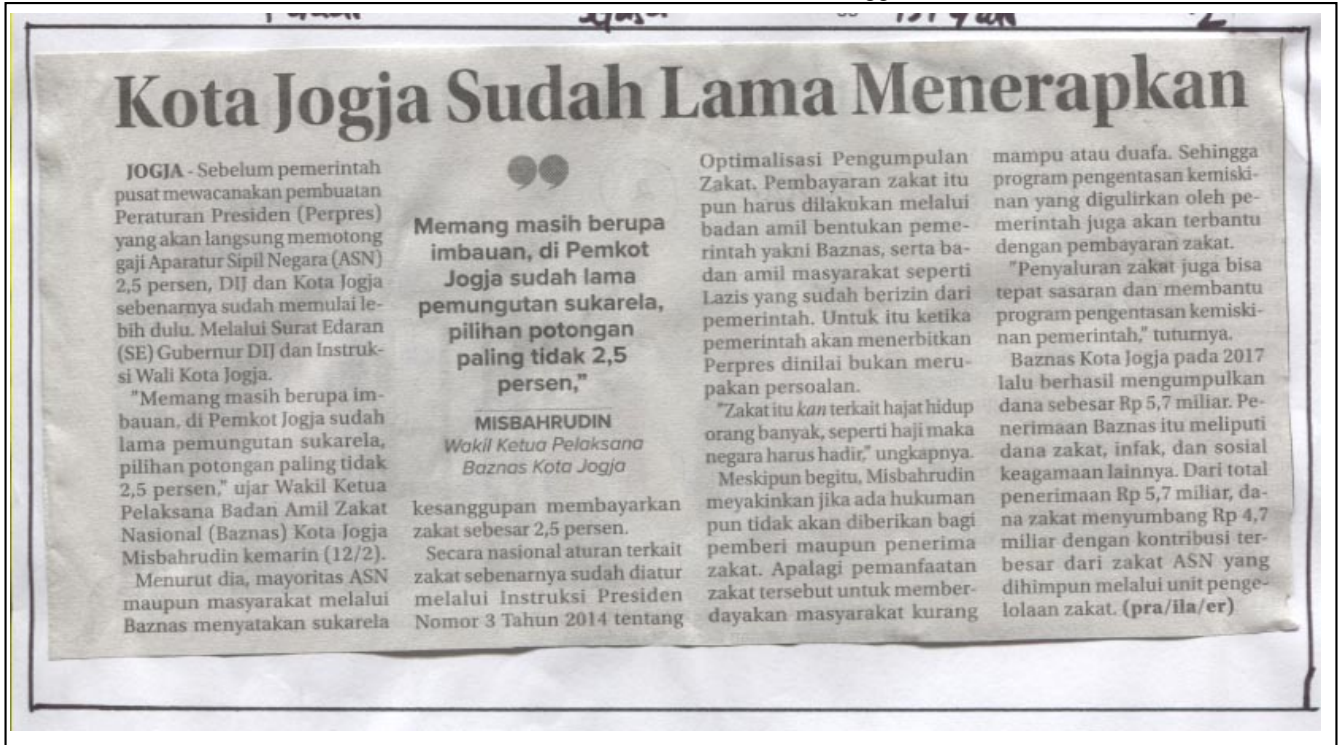 Kota Jogja Sudah Lama Menerapkan
JOGJA - Sebelum pemerintah
pusat mewacanakan pembuatan
Peraturan Presiden (Perpres)
yang akan langsung memotong
gaji Aparatur Sipil Negara (ASN)
2,5 persen, DIJ dan Kota Jogja
sebenarnya sudah memulai le-
bih dulu. Melalui Surat Edaran
(SE) Gubernur DIJ dan Instruk-
si Wali Kota Jogja.
"Memang masih berupa im-
bauan, di Pemkot Jogja sudah
lama pemungutan sukarela,
pilihan potongan paling tidak
2,5 persen," ujar Wakil Ketua
Pelaksana Badan Amil Zakat
Nasional (Baznas) Kota Jogja
Misbahrudin kemarin (12/2).
Menurut dia, mayoritas ASN
maupun masyarakat melalui
Baznas menyatakan sukarela
"
Memang masih berupa
imbauan, di Pemkot
Jogja sudah lama
pemungutan sukarela,
pilihan potongan
paling tidak 2,5
persen,"
MISBAHRUDIN
Wakil Ketua Pelaksana
Baznas Kota Jogja
kesanggupan membayarkan
zakat sebesar 2,5 persen.
Secara nasional aturan terkait
zakat sebenarnya sudah diatur
melalui Instruksi Presiden
Nomor 3 Tahun 2014 tentang
Optimalisasi Pengumpulan
Zakat. Pembayaran zakat itu
pun harus dilakukan melalui
badan amil bentukan peme-
rintah yakni Baznas, serta ba-
dan amil masyarakat seperti
Lazis yang sudah berizin dari
pemerintah. Untuk itu ketika
pemerintah akan menerbitkan
Perpres dinilai bukan meru-
pakan persoalan.
"Zakat itu kan terkait hajat hidup
orang banyak, seperti haji maka
negara harus hadir," ungkapnya.
Meskipun begitu, Misbahrudin
meyakinkan jika ada hukuman
pun tidak akan diberikan bagi
pemberi maupun penerima
zakat. Apalagi pemanfaatan
zakat tersebut untuk member-
dayakan masyarakat kurang
mampu atau duafa. Sehingga
program pengentasan kemiski-
nan yang digulirkan oleh pe-
merintah juga akan terbantu
dengan pembayaran zakat.
"Penyaluran zakat juga bisa
tepat sasaran dan membantu
program pengentasan kemiski-
nan pemerintah," tuturnya.
Baznas Kota Jogja pada 2017
lalu berhasil mengumpulkan
dana sebesar Rp 5,7 miliar. Pe-
nerimaan Baznas itu meliputi
dana zakat, infak, dan sosial
keagamaan lainnya. Dari total
penerimaan Rp 5,7 miliar, da-
na zakat menyumbang Rp 4,7
miliar dengan kontribusi ter-
besar dari zakat ASN yang
dihimpun melalui unit penge-
lolaan zakat. (pra/ila/er)